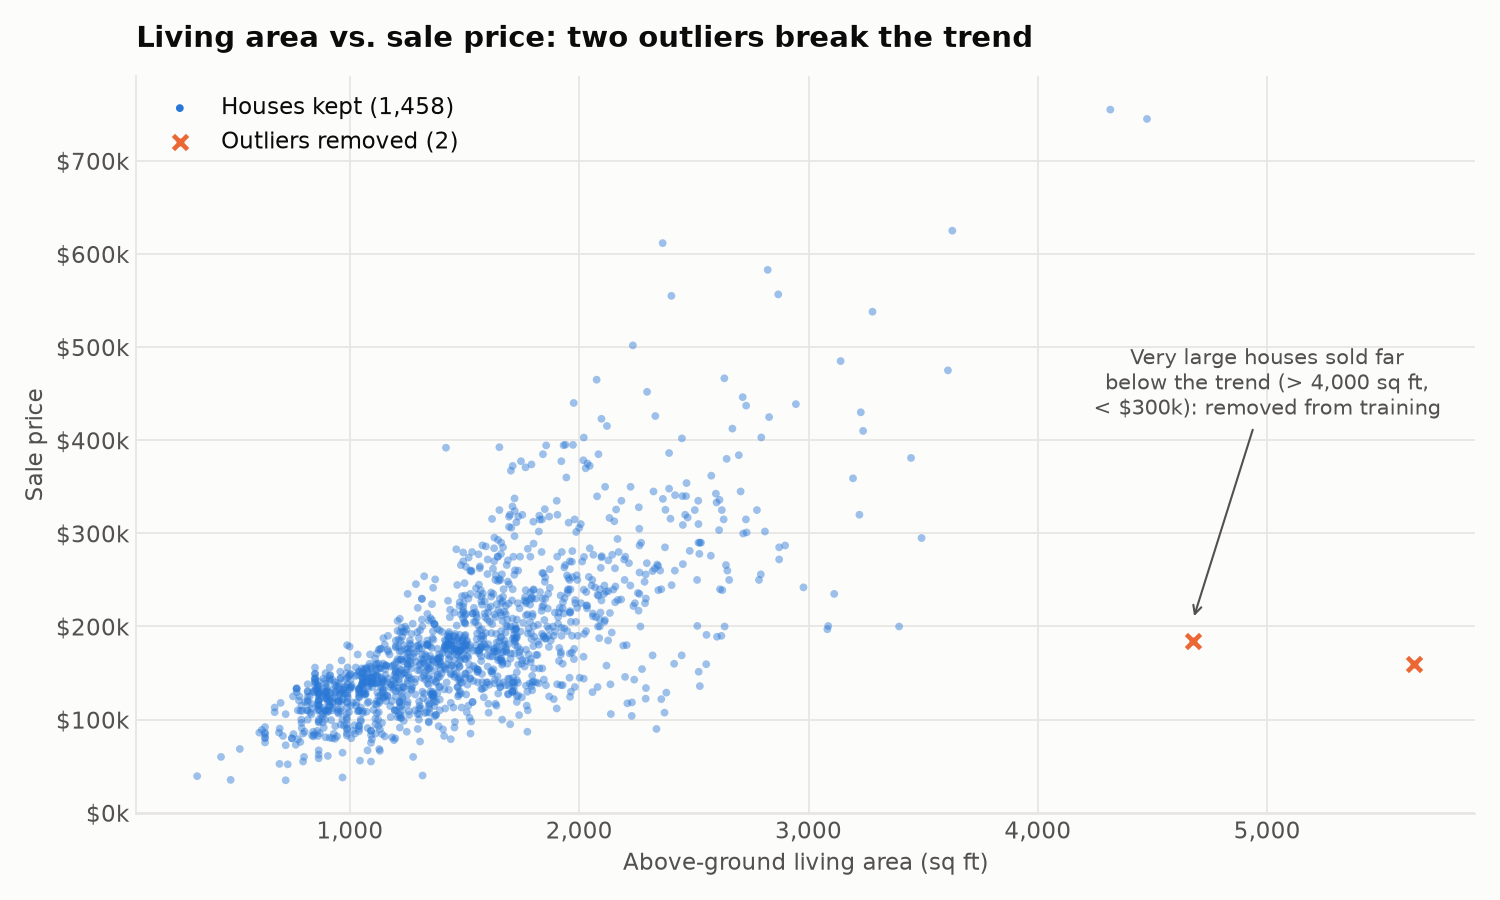 Living area vs. sale price: two outliers break the trend
Houses kept (1,458)
Outliers removed (2)
$700k
$600k
$500k
$400k
$300k
$200k
$100k
$0k
Sale price
Very large houses sold far
below the trend (> 4,000 sq ft,
< $300k): removed from training
1,000 2,000 3,000 4,000 5,000
Above-ground living area (sq ft)